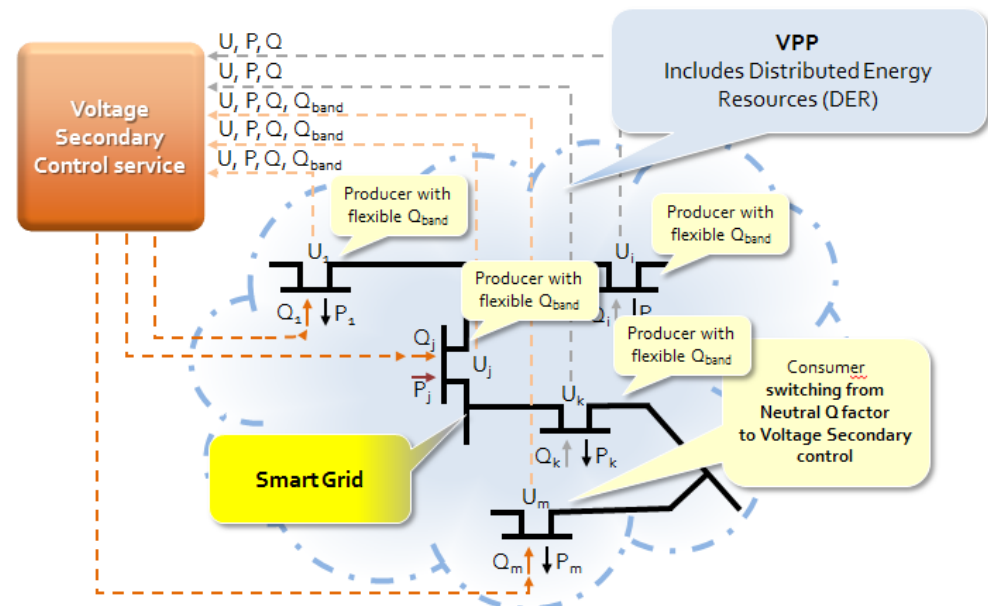 U, P, Q
U, P, Q
U, P, Q, Qband
U, P, Q, Qband
U, P, Q, Qband
Voltage
Secondary
Control service
VPP
Includes Distributed Energy
Resources (DER)
Producer with
flexible Qband
Producer with
flexible Qband
Producer with
flexible Qband
Producer with
flexible Qband
U1
Q1
P1
Ui
Qi
P
Qj
Uj
Pj
Uk
Qk
Pk
Consumer
switching from
Neutral Q factor
to Voltage Secondary
control
Smart Grid
Um
Qm
Pm